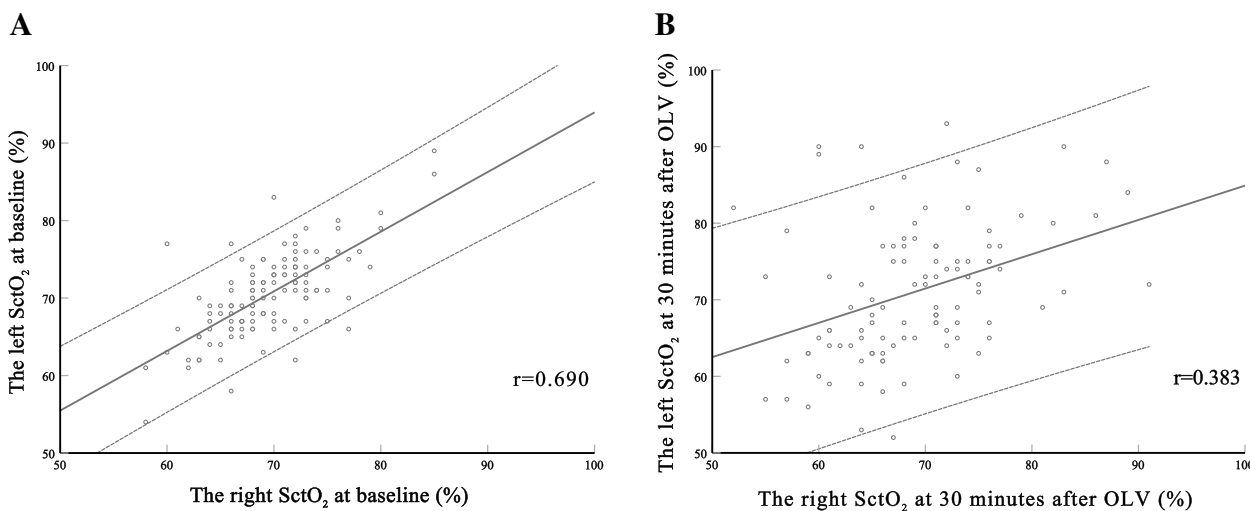 A
The left SctO₂ at baseline (%)
100
90
80
70
60
50
50 60 70 80 90 100
r=0.690
The right SctO₂ at baseline (%)
B
The left SctO₂ at 30 minutes after OLV (%)
100
90
80
70
60
50
50 60 70 80 90 100
r=0.383
The right SctO₂ at 30 minutes after OLV (%)